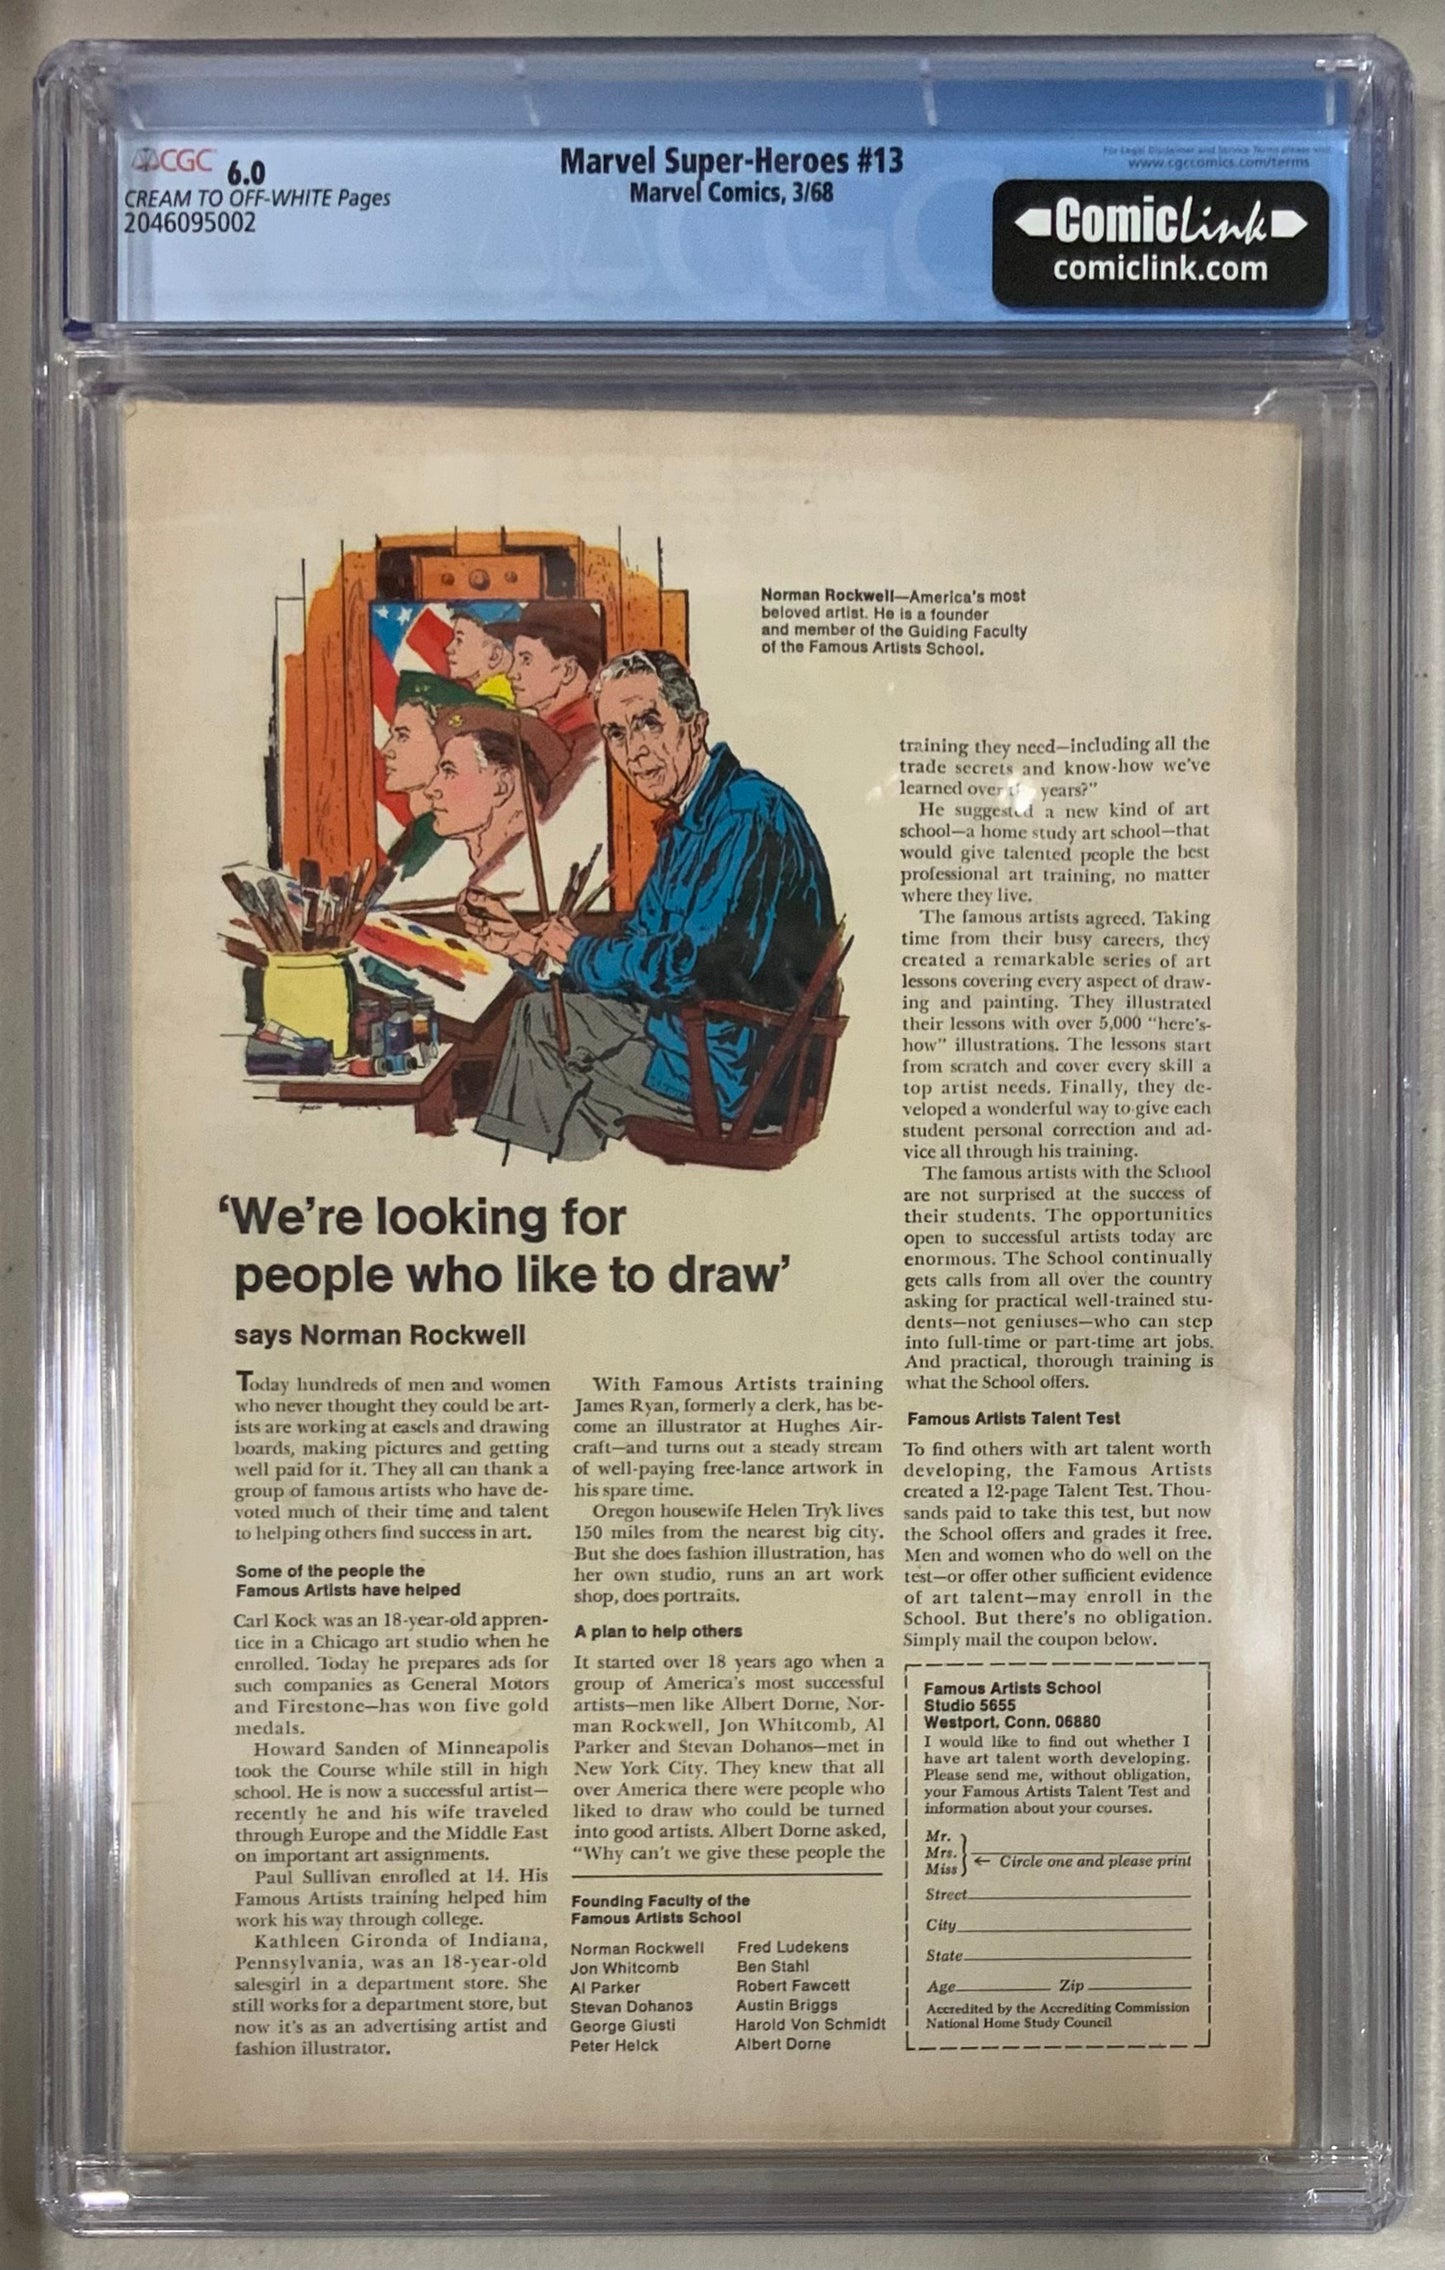 CGC 6.0
CREAM TO OFF-WHITE Pages
2046095002
Marvel Super-Heroes #13
Marvel Comics, 3/68
For Legal Disclaimer and Service Terms please visit
www.cgccomics.com/terms
ComicLink
comiclink.com
Norman Rockwell—America's most
beloved artist. He is a founder
and member of the Guiding Faculty
of the Famous Artists School.
'We're looking for
people who like to draw'
says Norman Rockwell
Today hundreds of men and women
who never thought they could be art-
ists are working at easels and drawing
boards, making pictures and getting
well paid for it. They all can thank a
group of famous artists who have de-
voted much of their time and talent
to helping others find success in art.
Some of the people the
Famous Artists have helped
Carl Kock was an 18-year-old appren-
tice in a Chicago art studio when he
enrolled. Today he prepares ads for
such companies as General Motors
and Firestone—has won five gold
medals.
Howard Sanden of Minneapolis
took the Course while still in high
school. He is now a successful artist—
recently he and his wife traveled
through Europe and the Middle East
on important art assignments.
Paul Sullivan enrolled at 14. His
Famous Artists training helped him
work his way through college.
Kathleen Gironda of Indiana,
Pennsylvania, was an 18-year-old
salesgirl in a department store. She
still works for a department store, but
now it's as an advertising artist and
fashion illustrator.
With Famous Artists training
James Ryan, formerly a clerk, has be-
come an illustrator at Hughes Air-
craft—and turns out a steady stream
of well-paying free-lance artwork in
his spare time.
Oregon housewife Helen Tryk lives
150 miles from the nearest big city.
But she does fashion illustration, has
her own studio, runs an art work
shop, does portraits.
A plan to help others
It started over 18 years ago when a
group of America's most successful
artists—men like Albert Dorne, Nor-
man Rockwell, Jon Whitcomb, Al
Parker and Stevan Dohanos—met in
New York City. They knew that all
over America there were people who
liked to draw who could be turned
into good artists. Albert Dorne asked,
"Why can't we give these people the
Founding Faculty of the
Famous Artists School
Norman Rockwell
Jon Whitcomb
Al Parker
Stevan Dohanos
George Giusti
Peter Helck
Fred Ludekens
Ben Stahl
Robert Fawcett
Austin Briggs
Harold Von Schmidt
Albert Dorne
training they need—including all the
trade secrets and know-how we've
learned over years?"
He suggested a new kind of art
school—a home study art school—that
would give talented people the best
professional art training, no matter
where they live.
The famous artists agreed. Taking
time from their busy careers, they
created a remarkable series of art
lessons covering every aspect of draw-
ing and painting. They illustrated
their lessons with over 5,000 "here's-
how" illustrations. The lessons start
from scratch and cover every skill a
top artist needs. Finally, they de-
veloped a wonderful way to give each
student personal correction and ad-
vice all through his training.
The famous artists with the School
are not surprised at the success of
their students. The opportunities
open to successful artists today are
enormous. The School continually
gets calls from all over the country
asking for practical well-trained stu-
dents—not geniuses—who can step
into full-time or part-time art jobs.
And practical, thorough training is
what the School offers.
Famous Artists Talent Test
To find others with art talent worth
developing, the Famous Artists
created a 12-page Talent Test. Thou-
sands paid to take this test, but now
the School offers and grades it free.
Men and women who do well on the
test—or offer other sufficient evidence
of art talent—may enroll in the
School. But there's no obligation.
Simply mail the coupon below.
Famous Artists School
Studio 5655
Westport, Conn. 06880
I would like to find out whether I
have art talent worth developing.
Please send me, without obligation,
your Famous Artists Talent Test and
information about your courses.
Mr.
Mrs.
Miss
← Circle one and please print
Street
City
State
Age Zip
Accredited by the Accrediting Commission
National Home Study Council